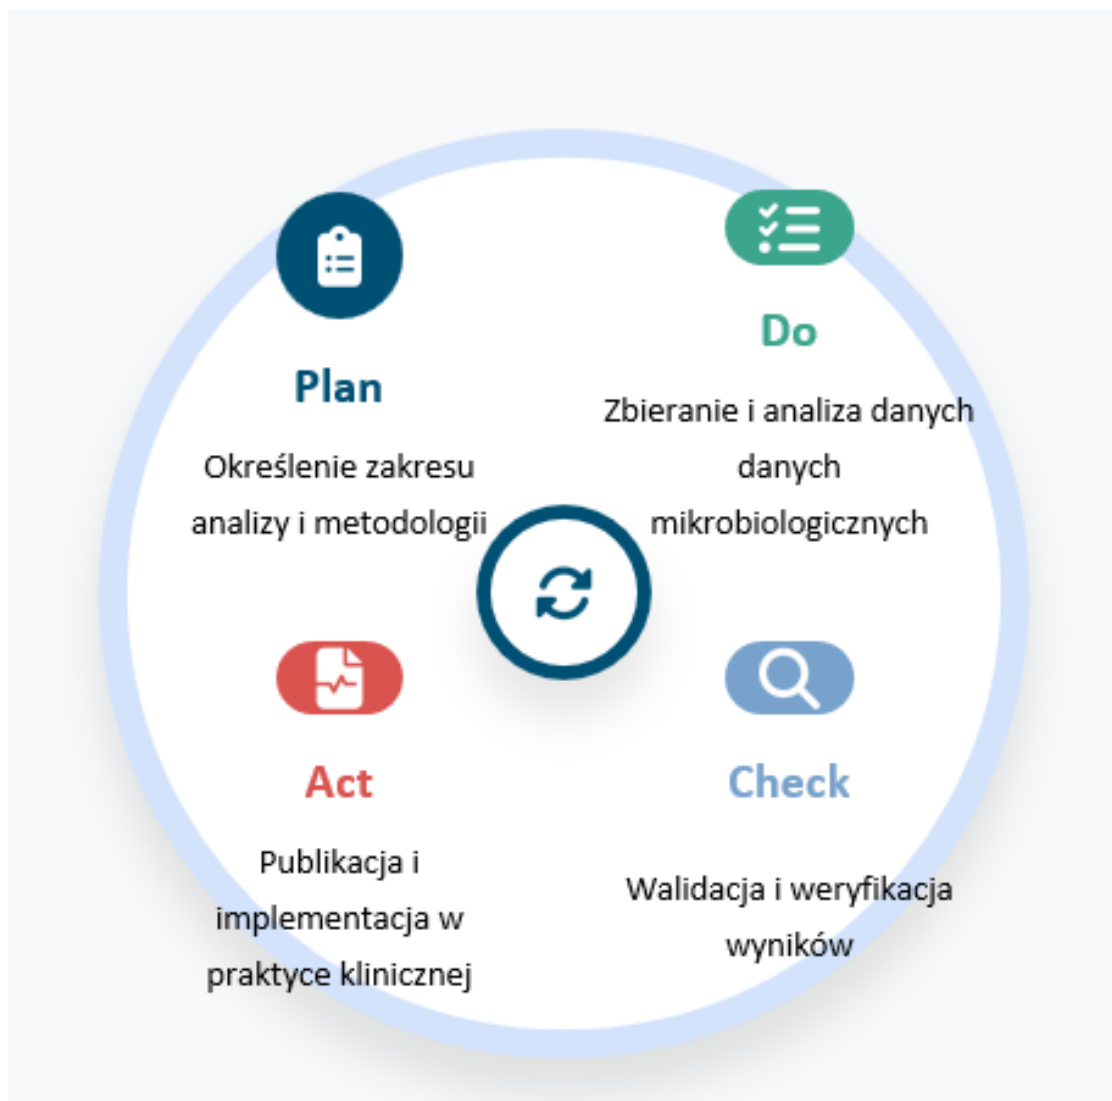 Plan
Określenie zakresu
analizy i metodologii
Do
Zbieranie i analiza danych
danych
mikrobiologicznych
Act
Publikacja i
implementacja w
praktyce klinicznej
Check
Walidacja i weryfikacja
wyników